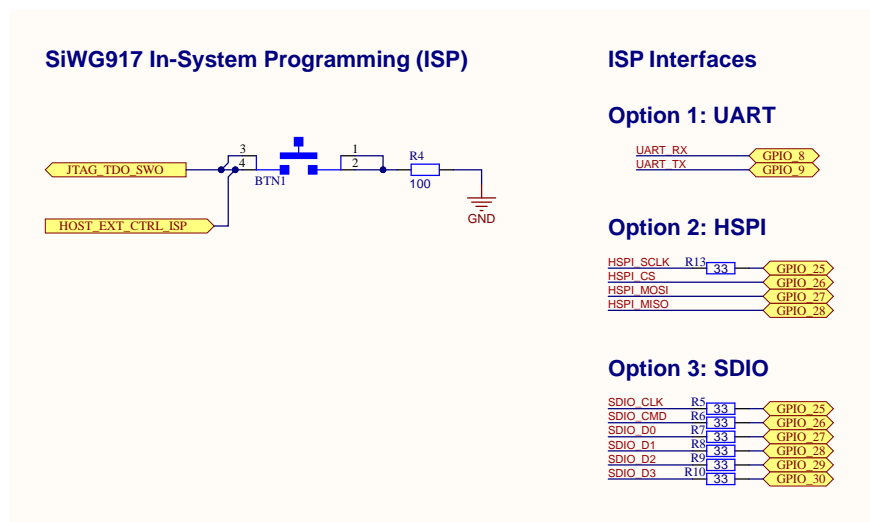 SiWG917 In-System Programming (ISP)
JTAG_TDO_SWO
3
4
BTN1
1
2
R4
100
GND
HOST_EXT_CTRL_ISP
ISP Interfaces
Option 1: UART
UART_RX GPIO_8
UART_TX GPIO_9
Option 2: HSPI
HSPI_SCLK R13 33 GPIO_25
HSPI_CS GPIO_26
HSPI_MOSI GPIO_27
HSPI_MISO GPIO_28
Option 3: SDIO
SDIO_CLK R5 33 GPIO_25
SDIO_CMD R6 33 GPIO_26
SDIO_D0 R7 33 GPIO_27
SDIO_D1 R8 33 GPIO_28
SDIO_D2 R9 33 GPIO_29
SDIO_D3 R10 33 GPIO_30